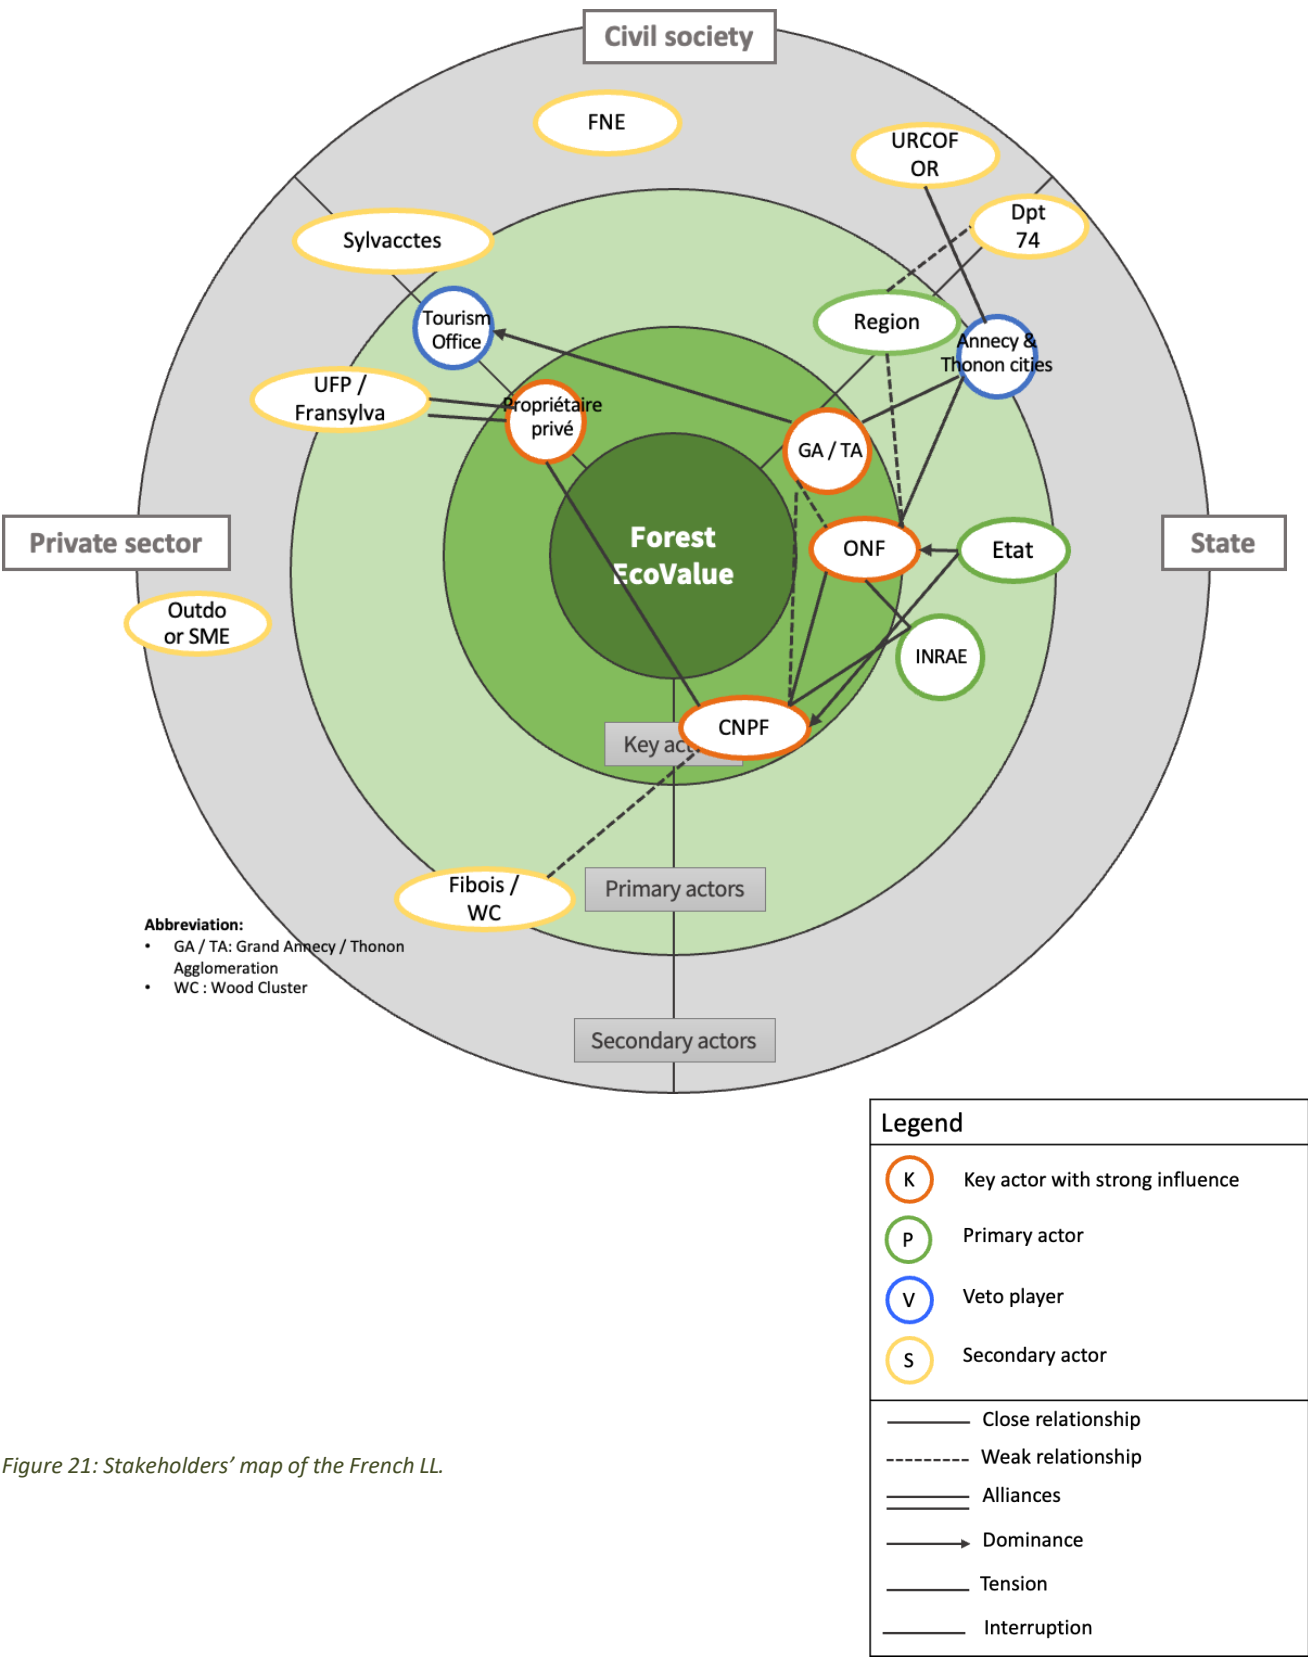 Civil society
FNE
URCOF
OR
Dpt
74
Sylvacctes
Tourism
Office
Region
Annecy &
Thonon cities
UFP /
Fransylva
Propriétaire
privé
GA / TA
Private sector
Forest
EcoValue
ONF
Etat
State
Outdo
or SME
INRAE
CNPF
Key act
Primary actors
Fibois /
WC
Abbreviation:
• GA / TA: Grand Annecy / Thonon
Agglomeration
• WC : Wood Cluster
Secondary actors
Legend
K Key actor with strong influence
P Primary actor
V Veto player
S Secondary actor
Close relationship
Weak relationship
Alliances
Dominance
Tension
Interruption
Figure 21: Stakeholders’ map of the French LL.